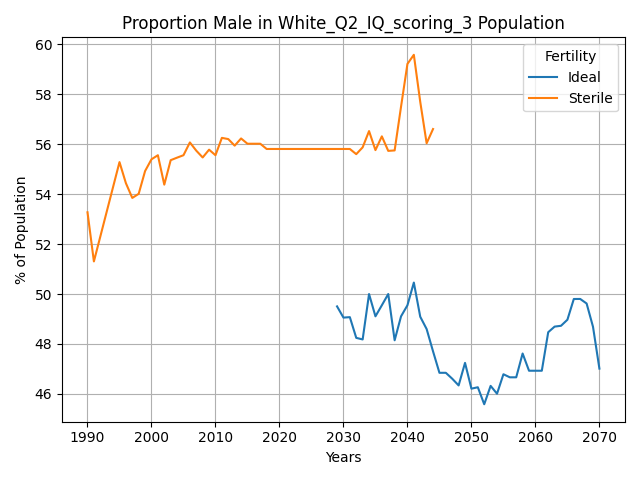 Proportion Male in White_Q2_IQ_scoring_3 Population
60
58
56
54
52
50
48
46
% of Population
Fertility
Ideal
Sterile
1990 2000 2010 2020 2030 2040 2050 2060 2070
Years